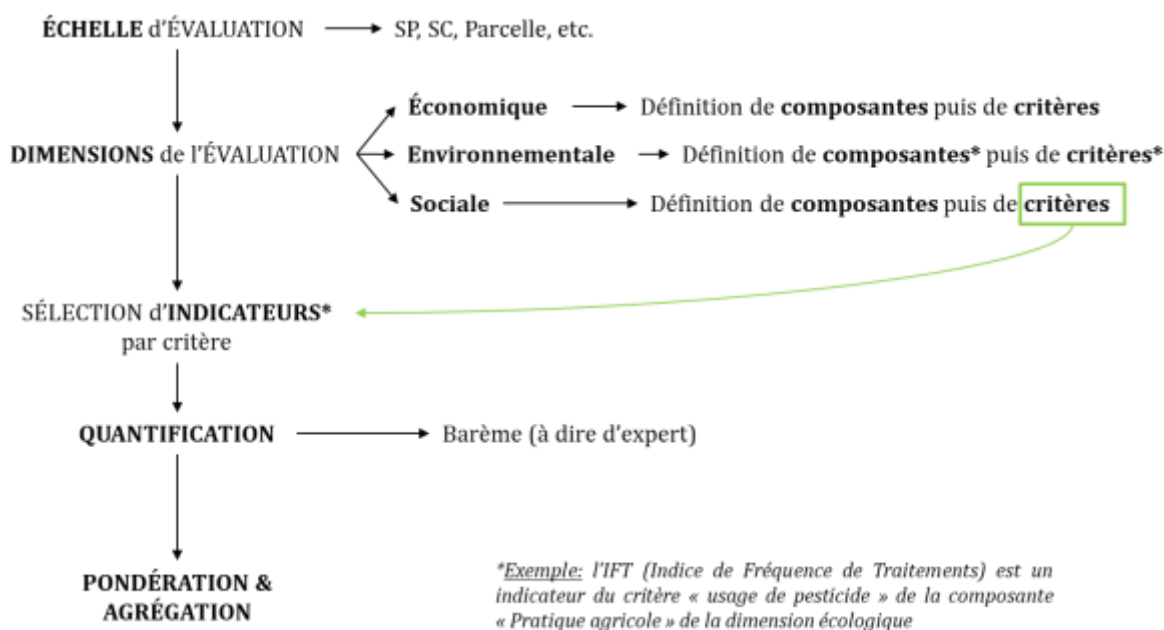 ÉCHELLE d'ÉVALUATION
SP, SC, Parcelle, etc.
Économique
Définition de composantes puis de critères
DIMENSIONS de l'ÉVALUATION
Environnementale
Définition de composantes* puis de critères*
Sociale
Définition de composantes puis de critères
SÉLECTION d'INDICATEURS*
par critère
QUANTIFICATION
Barème (à dire d'expert)
PONDÉRATION &
AGRÉGATION
*Exemple: l'IFT (Indice de Fréquence de Traitements) est un
indicateur du critère « usage de pesticide » de la composante
« Pratique agricole » de la dimension écologique